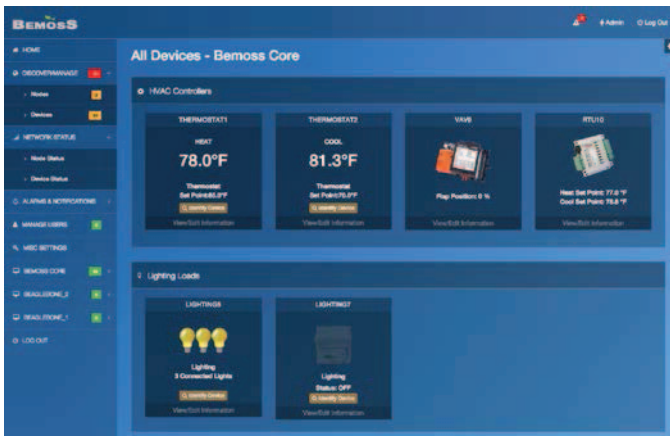 BEMOSS
Admin
Log Out
HOME
DISCOVER/MANAGE
Nodes
Devices
NETWORK STATUS
Node Status
Device Status
ALARMS & NOTIFICATIONS
MANAGE USERS
MISC SETTINGS
BEMOSS CORE
BEAGLEBONE_2
BEAGLEBONE_1
LOG OUT
All Devices - Bemoss Core
HVAC Controllers
THERMOSTAT1
HEAT
78.0°F
Thermostat
Identify Device
View/Edit Information
THERMOSTAT2
COOL
81.3°F
Thermostat
Identify Device
View/Edit Information
Flap Position: 0 %
View/Edit Information
RTU10
Heat Set Point: 77.0 °F
Cool Set Point:
View/Edit Information
Lighting Loads
Lighting
3 Connected Lights
Identify Device
View/Edit Information
LIGHTING7
Lighting
Status: OFF
Identify Device
View/Edit Information